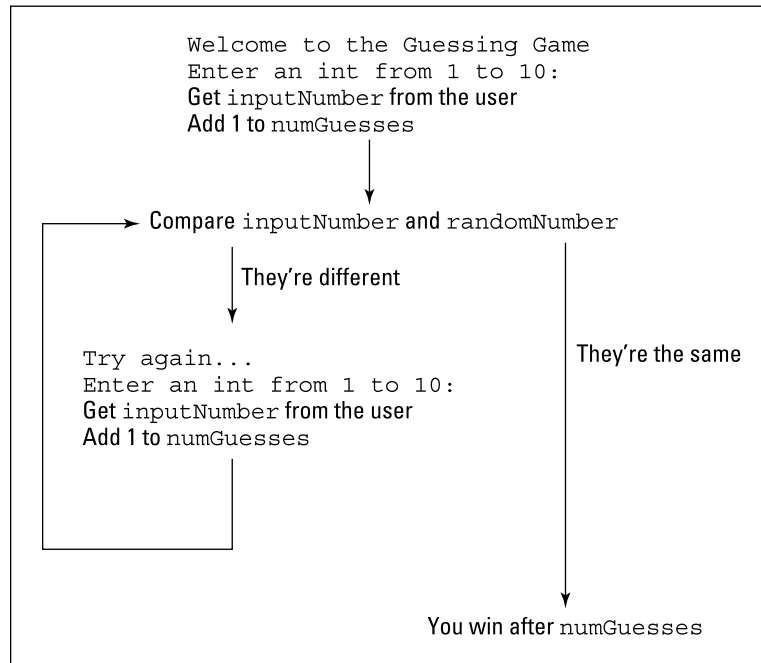 Welcome to the Guessing Game
Enter an int from 1 to 10:
Get inputNumber from the user
Add 1 to numGuesses
Compare inputNumber and randomNumber
They're different
Try again...
Enter an int from 1 to 10:
Get inputNumber from the user
Add 1 to numGuesses
They're the same
You win after numGuesses